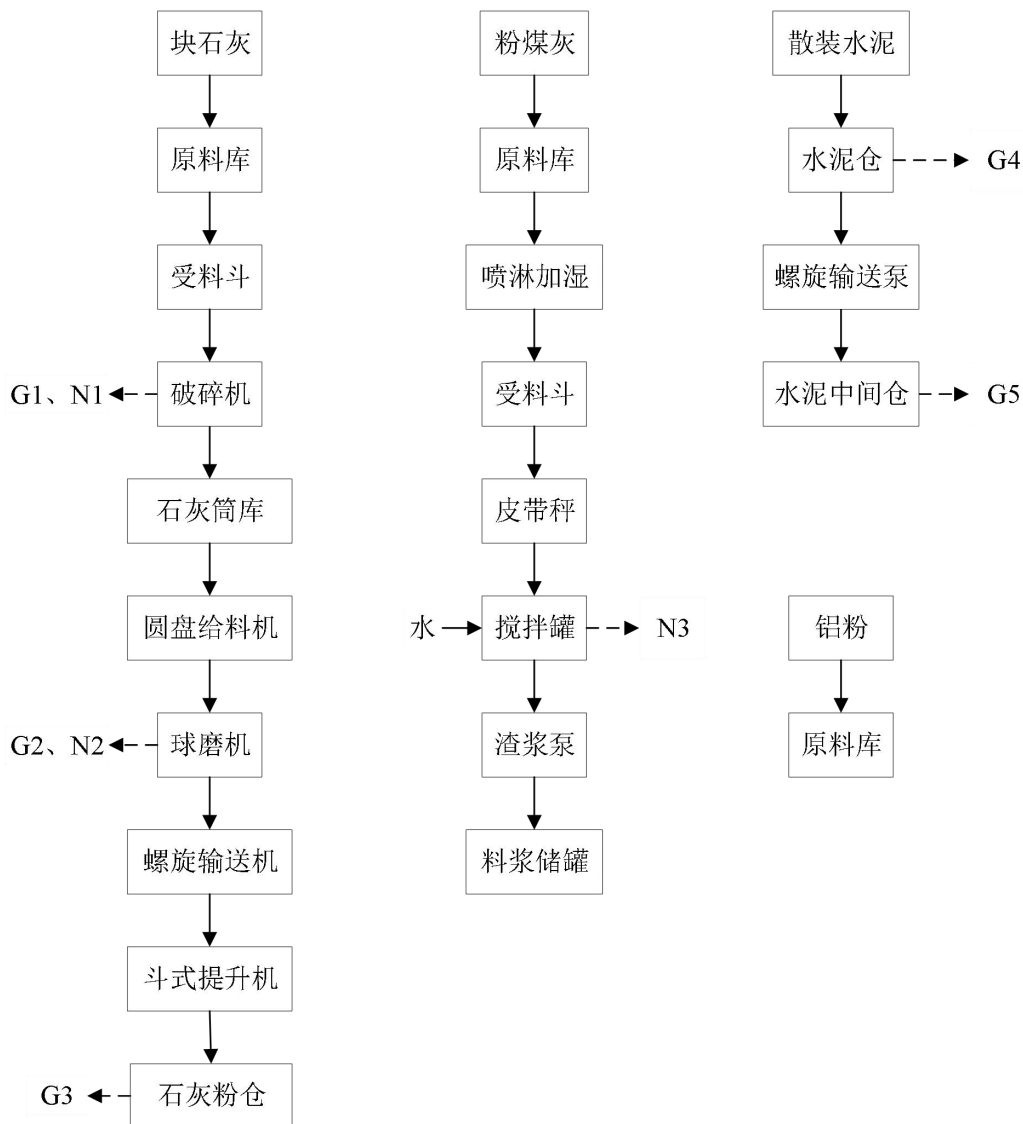 块石灰
原料库
受料斗
破碎机
G1、N1
石灰筒库
圆盘给料机
球磨机
G2、N2
螺旋输送机
斗式提升机
石灰粉仓
G3
粉煤灰
原料库
喷淋加湿
受料斗
皮带秤
水
搅拌罐
N3
渣浆泵
料浆储罐
散装水泥
水泥仓
G4
螺旋输送泵
水泥中间仓
G5
铝粉
原料库